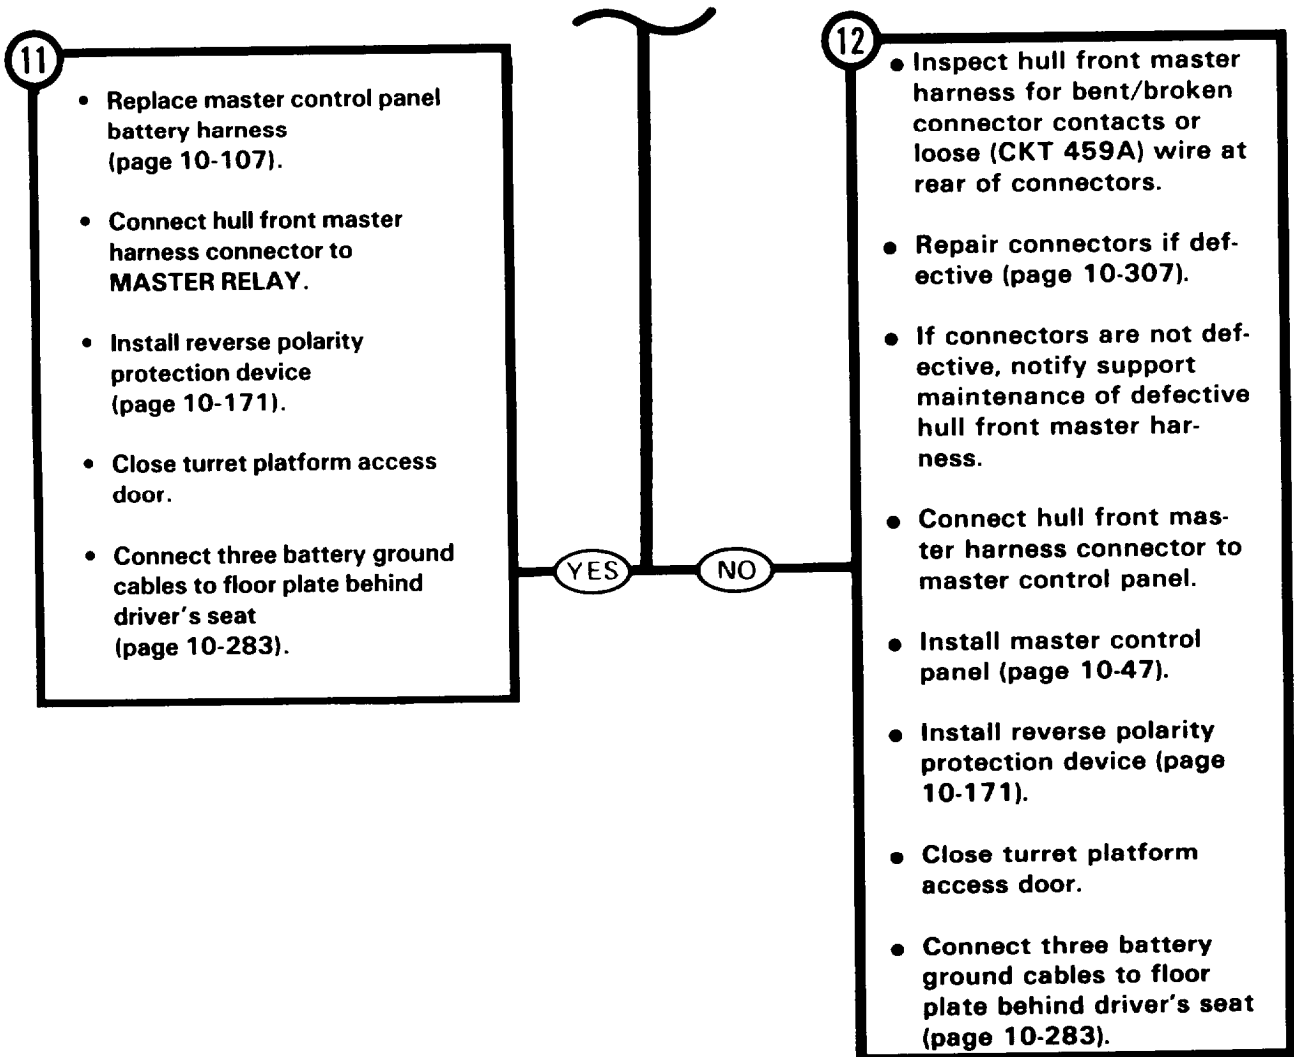 11
• Replace master control panel
battery harness
(page 10-107).
• Connect hull front master
harness connector to
MASTER RELAY.
• Install reverse polarity
protection device
(page 10-171).
• Close turret platform access
door.
• Connect three battery ground
cables to floor plate behind
driver's seat
(page 10-283).
YES
NO
12
• Inspect hull front master
harness for bent/broken
connector contacts or
loose (CKT 459A) wire at
rear of connectors.
• Repair connectors if def-
ective (page 10-307).
• If connectors are not def-
ective, notify support
maintenance of defective
hull front master har-
ness.
• Connect hull front mas-
ter harness connector to
master control panel.
• Install master control
panel (page 10-47).
• Install reverse polarity
protection device (page
10-171).
• Close turret platform
access door.
• Connect three battery
ground cables to floor
plate behind driver's seat
(page 10-283).